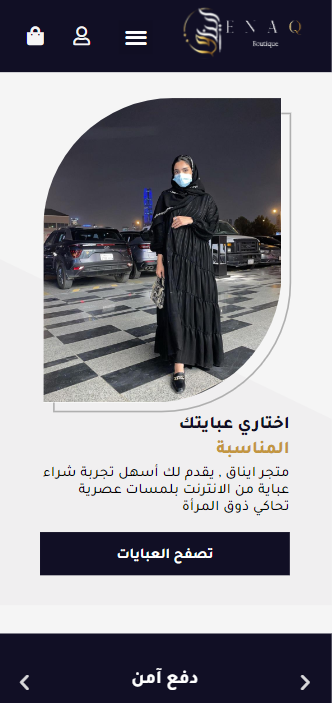 ENAQ
Boutique
اختاري عبايتك
المناسبة
متجر ايناق , يقدم لك أسهل تجربة شراء
عباية من الانترنت بلمسات عصرية
تحاكي ذوق المرأة
تصفح العبايات
دفع آمن